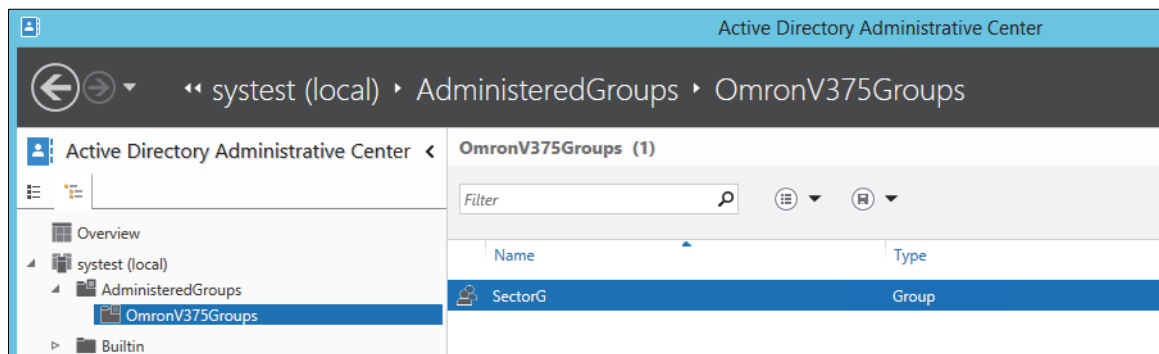 Active Directory Administrative Center
systest (local) AdministeredGroups OmronV375Groups
Active Directory Administrative Center
OmronV375Groups (1)
Filter
Overview
systest (local)
AdministeredGroups
OmronV375Groups
Builtin
Name Type
SectorG Group